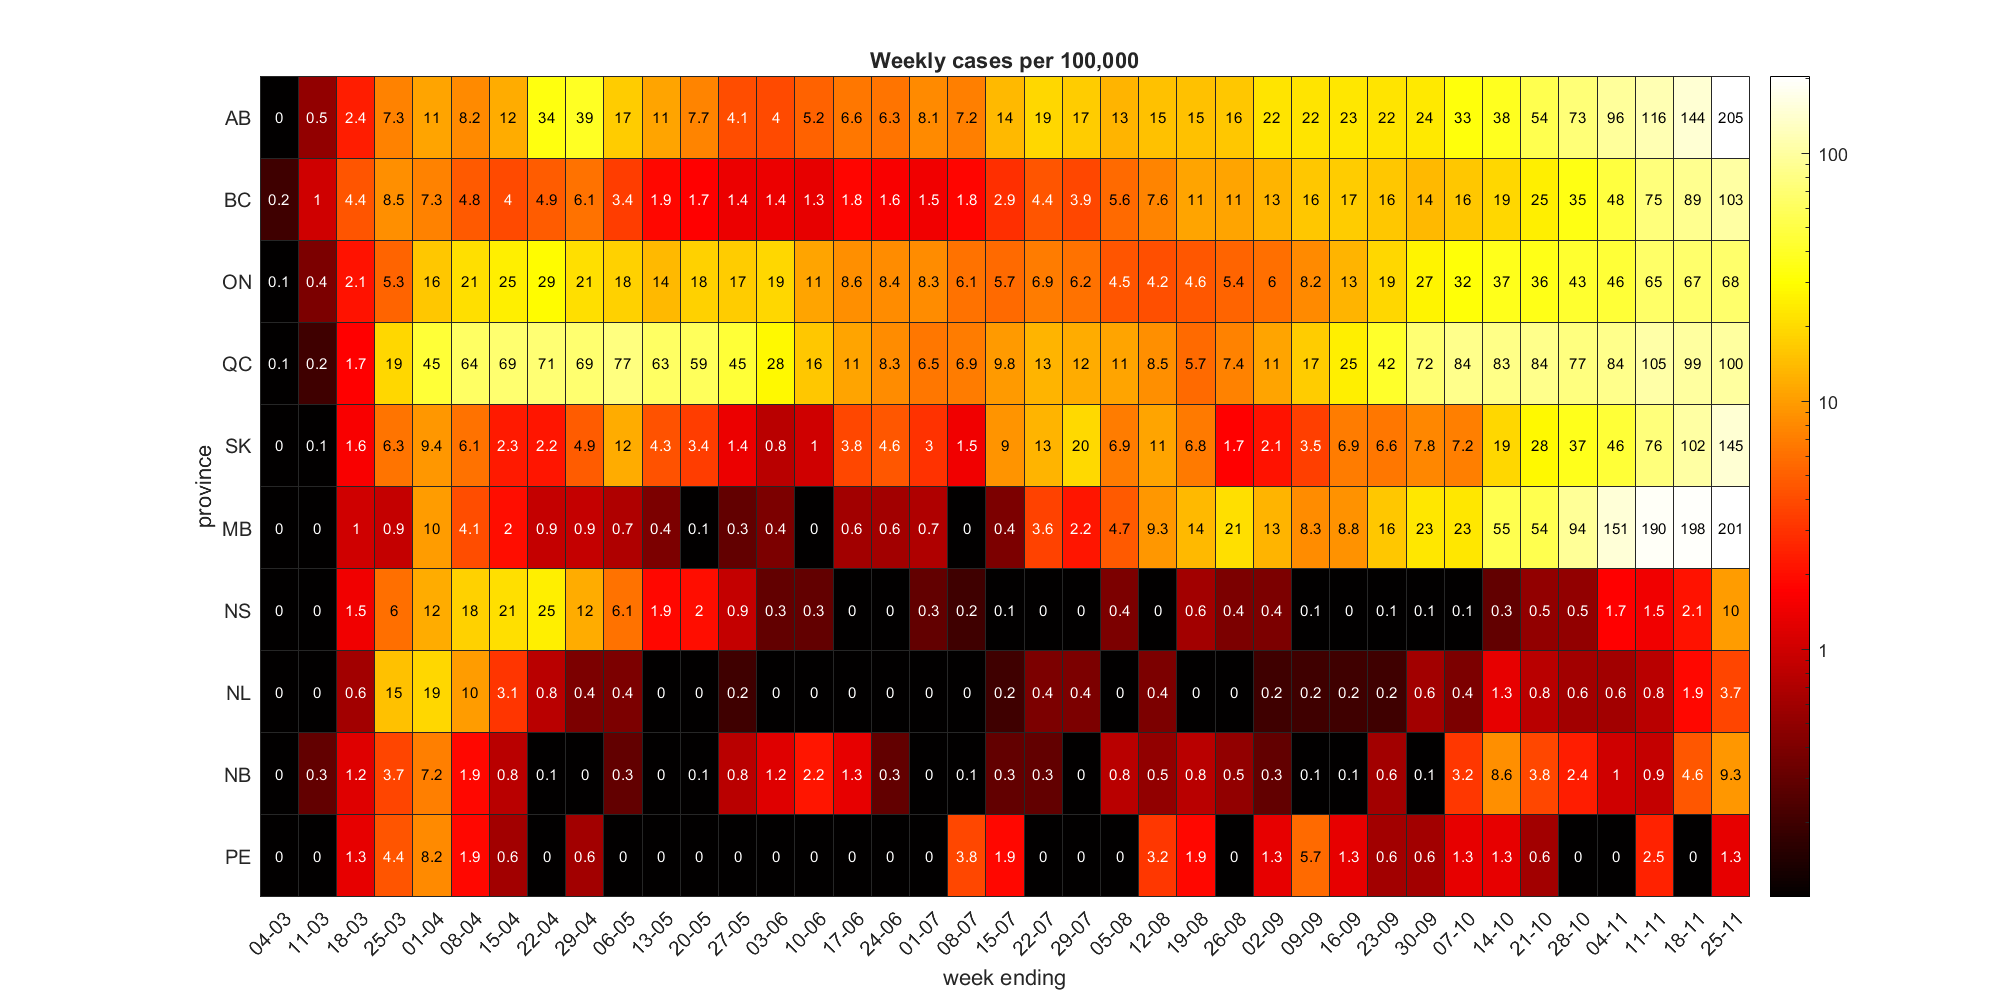 Weekly cases per 100,000
AB 0 0.5 2.4 7.3 11 8.2 12 34 39 17 11 7.7 4.1 4 5.2 6.6 6.3 8.1 7.2 14 19 17 13 15 15 16 22 22 23 22 24 33 38 54 73 96 116 144 205
BC 0.2 1 4.4 8.5 7.3 4.8 4 4.9 6.1 3.4 1.9 1.7 1.4 1.4 1.3 1.8 1.6 1.5 1.8 2.9 4.4 3.9 5.6 7.6 11 11 13 16 17 16 14 16 19 25 35 48 75 89 103
ON 0.1 0.4 2.1 5.3 16 21 25 29 21 18 14 18 17 19 11 8.6 8.4 8.3 6.1 5.7 6.9 6.2 4.5 4.2 4.6 5.4 6 8.2 13 19 27 32 37 36 43 46 65 67 68
QC 0.1 0.2 1.7 19 45 64 69 71 69 77 63 59 45 28 16 11 8.3 6.5 6.9 9.8 13 12 11 8.5 5.7 7.4 11 17 25 42 72 84 83 84 77 84 105 99 100
SK 0 0.1 1.6 6.3 9.4 6.1 2.3 2.2 4.9 12 4.3 3.4 1.4 0.8 1 3.8 4.6 3 1.5 9 13 20 6.9 11 6.8 1.7 2.1 3.5 6.9 6.6 7.8 7.2 19 28 37 46 76 102 145
MB 0 0 1 0.9 10 4.1 2 0.9 0.9 0.7 0.4 0.1 0.3 0.4 0 0.6 0.6 0.7 0 0.4 3.6 2.2 4.7 9.3 14 21 13 8.3 8.8 16 23 23 55 54 94 151 190 198 201
NS 0 0 1.5 6 12 18 21 25 12 6.1 1.9 2 0.9 0.3 0.3 0 0 0.3 0.2 0.1 0 0 0.4 0 0.6 0.4 0.4 0.1 0 0.1 0.1 0.1 0.3 0.5 0.5 1.7 1.5 2.1 10
NL 0 0 0.6 15 19 10 3.1 0.8 0.4 0.4 0 0 0.2 0 0 0 0 0 0 0.2 0.4 0.4 0 0.4 0 0 0.2 0.2 0.2 0.2 0.6 0.4 1.3 0.8 0.6 0.6 0.8 1.9 3.7
NB 0 0.3 1.2 3.7 7.2 1.9 0.8 0.1 0 0.3 0 0.1 0.8 1.2 2.2 1.3 0.3 0 0.1 0.3 0.3 0 0.8 0.5 0.8 0.5 0.3 0.1 0.1 0.6 0.1 3.2 8.6 3.8 2.4 1 0.9 4.6 9.3
PE 0 0 1.3 4.4 8.2 1.9 0.6 0 0.6 0 0 0 0 0 0 0 0 0 3.8 1.9 0 0 0 3.2 1.9 0 1.3 5.7 1.3 0.6 0.6 1.3 1.3 0.6 0 0 2.5 0 1.3
04-03 11-03 18-03 25-03 01-04 08-04 15-04 22-04 29-04 06-05 13-05 20-05 27-05 03-06 10-06 17-06 24-06 01-07 08-07 15-07 22-07 29-07 05-08 12-08 19-08 26-08 02-09 09-09 16-09 23-09 30-09 07-10 14-10 21-10 28-10 04-11 11-11 18-11 25-11
week ending
province
100
10
1